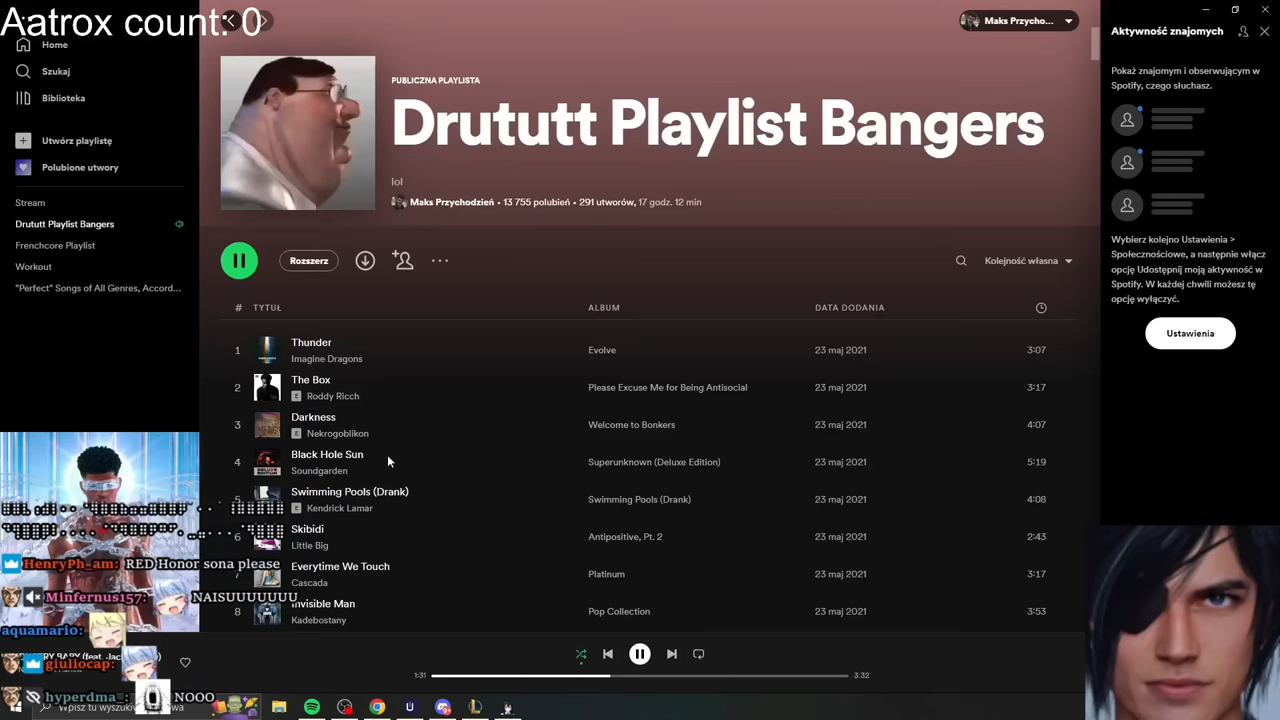 Aatrox count: 0
Home
Szukaj
Biblioteka
Utwórz playlistę
Polubione utwory
Stream
Drututt Playlist Bangers
Frenchcore Playlist
Workout
"Perfect" Songs of All Genres, Accord...
Maks Przycho...
PUBLICZNA PLAYLISTA
Drututt Playlist Bangers
lol
Maks Przychodzień • 13 755 polubień • 291 utworów, 17 godz. 12 min
Rozszerz
Kolejność własna
# TYTUŁ ALBUM DATA DODANIA
1 Thunder Evolve 23 maj 2021 3:07
Imagine Dragons
2 The Box Please Excuse Me for Being Antisocial 23 maj 2021 3:17
E Roddy Ricch
3 Darkness Welcome to Bonkers 23 maj 2021 4:07
E Nekrogoblikon
4 Black Hole Sun Superunknown (Deluxe Edition) 23 maj 2021 5:19
Soundgarden
5 Swimming Pools (Drank) Swimming Pools (Drank) 23 maj 2021 4:08
E Kendrick Lamar
6 Skibidi Antipositive, Pt. 2 23 maj 2021 2:43
Little Big
7 Everytime We Touch Platinum 23 maj 2021 3:17
Cascada
8 Invisible Man Pop Collection 23 maj 2021 3:53
Kadebostany
Aktywność znajomych
Pokaż znajomym i obserwującym w
Spotify, czego słuchasz.
Wybierz kolejno Ustawienia >
Społecznościowe, a następnie włącz
opcję Udostępnij moją aktywność w
Spotify. W każdej chwili możesz tę
opcję wyłączyć.
Ustawienia
HenryPh_am: RED Honor sona please
Minfernus157: NAISUUUUUUU
aquamario:
giuliocap:
hyperdma_: NOOO
BABY (feat.
1:31
3:32
Wpisz tu wyszuk